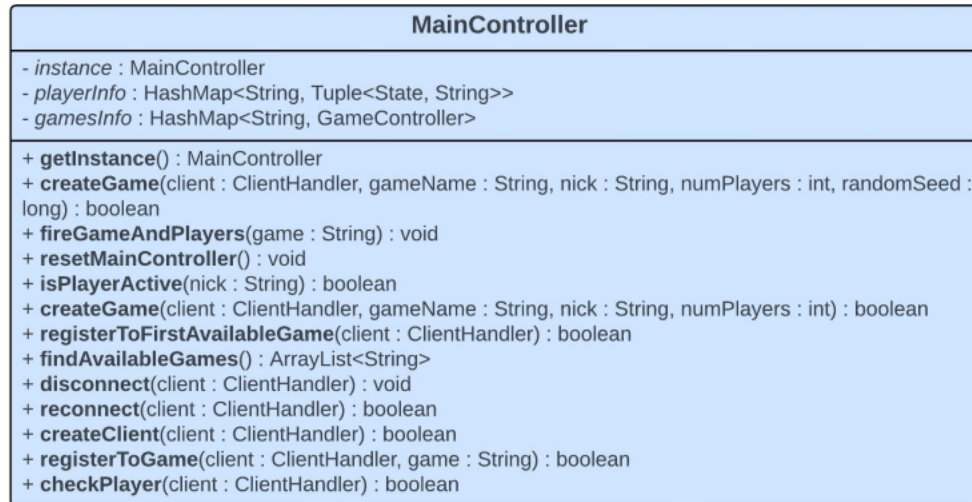 MainController
- instance : MainController
- playerInfo : HashMap<String, Tuple<State, String>>
- gamesInfo : HashMap<String, GameController>
+ getInstance() : MainController
+ createGame(client : ClientHandler, gameName : String, nick : String, numPlayers : int, randomSeed :
long) : boolean
+ fireGameAndPlayers(game : String) : void
+ resetMainController() : void
+ isPlayerActive(nick : String) : boolean
+ createGame(client : ClientHandler, gameName : String, nick : String, numPlayers : int) : boolean
+ registerToFirstAvailableGame(client : ClientHandler) : boolean
+ findAvailableGames() : ArrayList<String>
+ disconnect(client : ClientHandler) : void
+ reconnect(client : ClientHandler) : boolean
+ createClient(client : ClientHandler) : boolean
+ registerToGame(client : ClientHandler, game : String) : boolean
+ checkPlayer(client : ClientHandler) : boolean